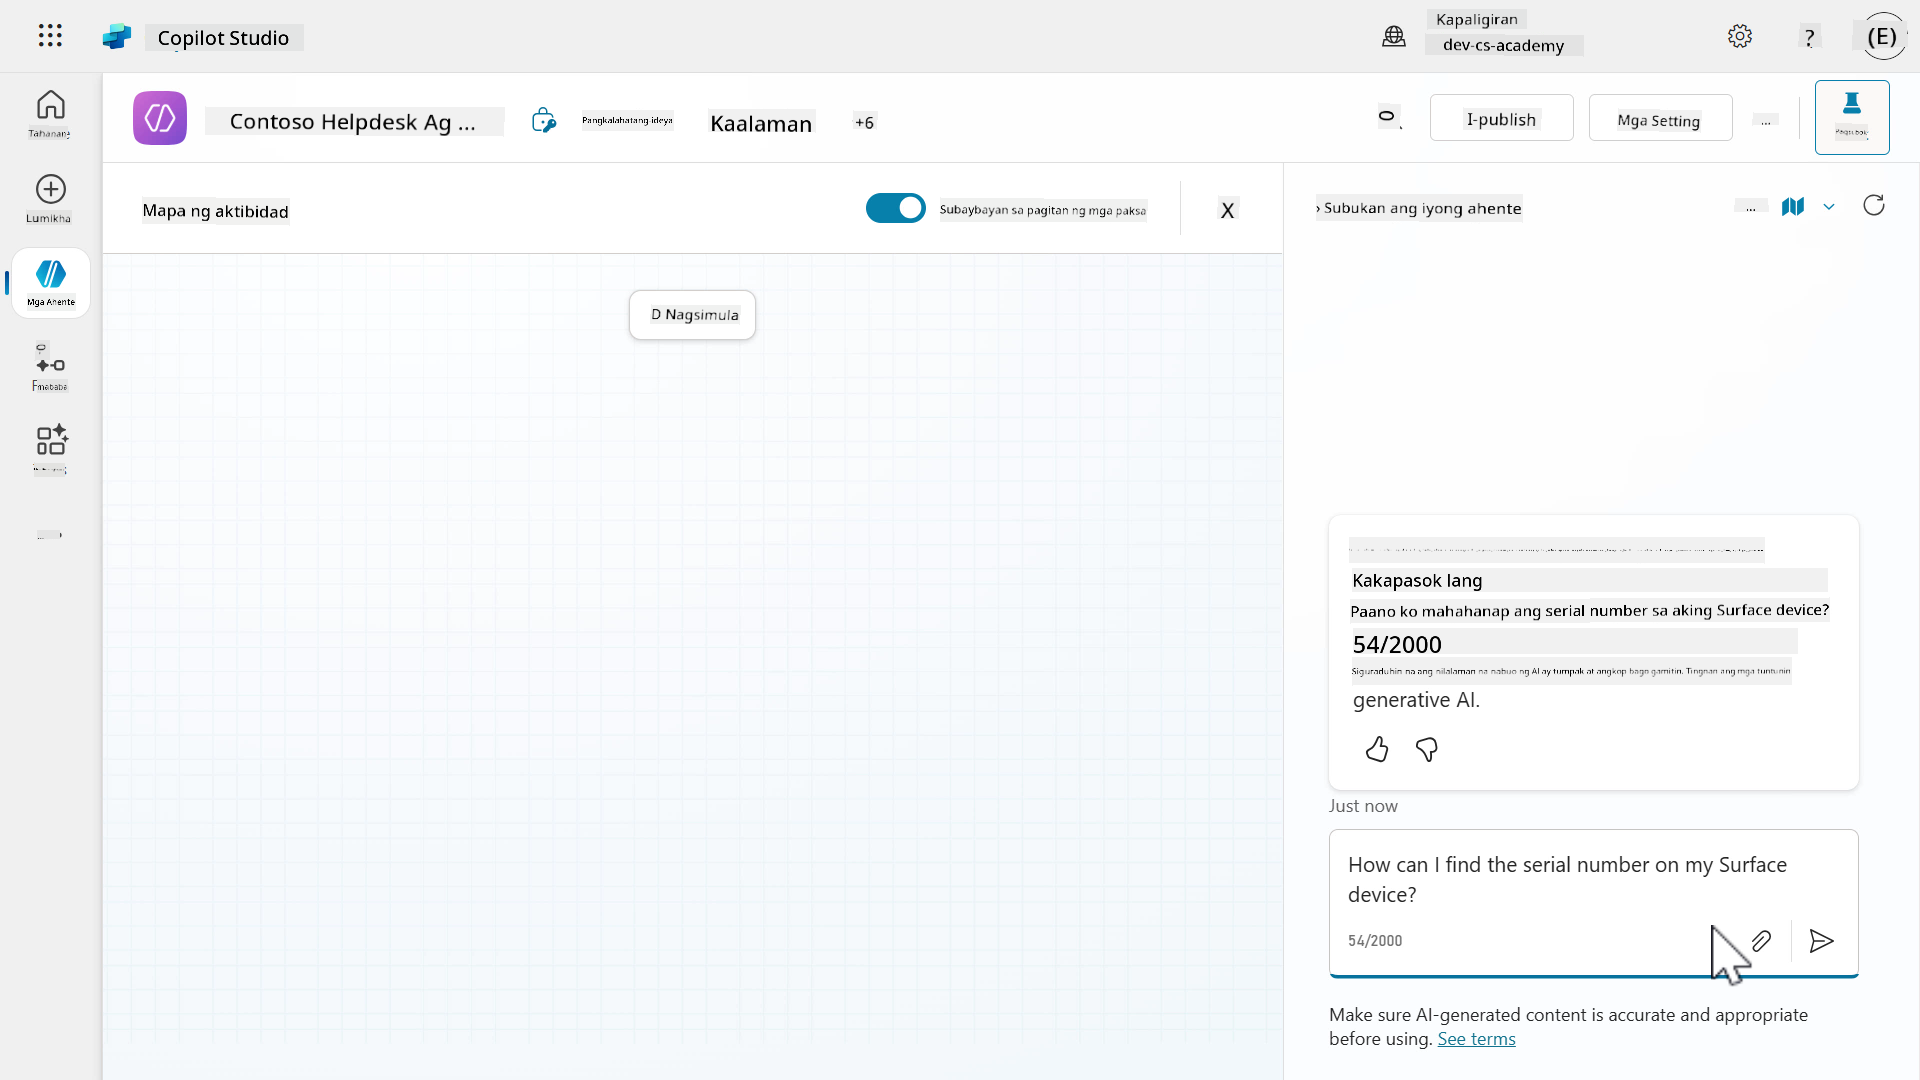 Copilot Studio
Kapaligiran
dev-cs-academy
?
(E)
Contoso Helpdesk Ag ...
Pangkalahatang-ideya
Kaalaman
+6
I-publish
Mga Setting
...
Tahanang
Lumikha
Mga Ahente
Mapa ng aktibidad
Subaybayan sa pagitan ng mga paksa
X
› Subukan ang iyong ahente
...
D Nagsimula
Kakapasok lang
Paano ko mahahanap ang serial number sa aking Surface device?
54/2000
Siguraduhin na ang nilalaman na nabuo ng AI ay tumpak at angkop bago gamitin. Tingnan ang mga tuntunin
generative AI.
Just now
How can I find the serial number on my Surface
device?
54/2000
Make sure AI-generated content is accurate and appropriate
before using. See terms